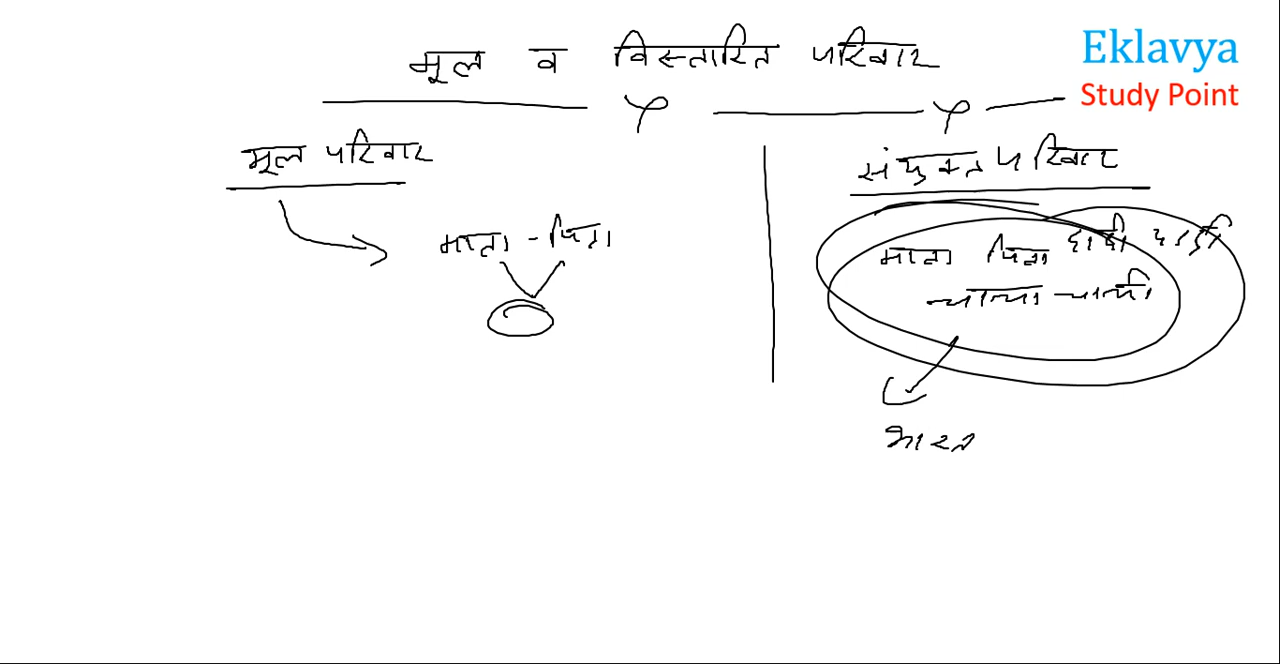 मूल व विस्तारित परिवार
Eklavya
Study Point
मूल परिवार
माता - पिता
संयुक्त परिवार
माता पिता दादी
चाचा - चाची
भारत